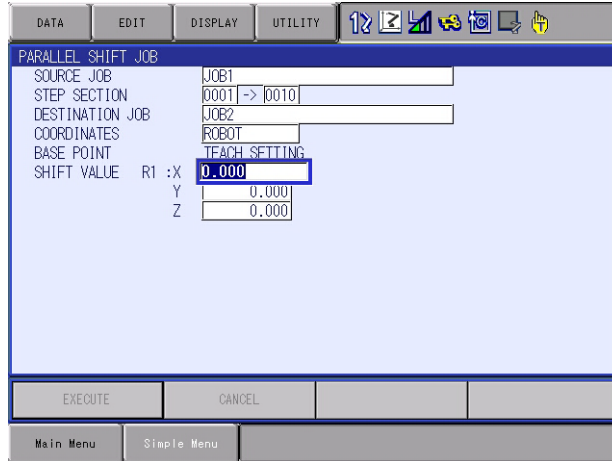 DATA EDIT DISPLAY UTILITY
PARALLEL SHIFT JOB
SOURCE JOB JOB1
STEP SECTION 0001 -> 0010
DESTINATION JOB JOB2
COORDINATES ROBOT
BASE POINT TEACH SETTING
SHIFT VALUE R1 :X 0.000
Y 0.000
Z 0.000
EXECUTE CANCEL
Main Menu Simple Menu